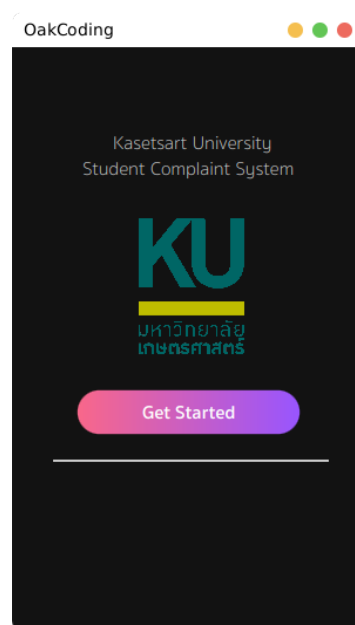 OakCoding
Kasetsart University
Student Complaint System
KU
มหาวิทยาลัย
เกษตรศาสตร์
Get Started